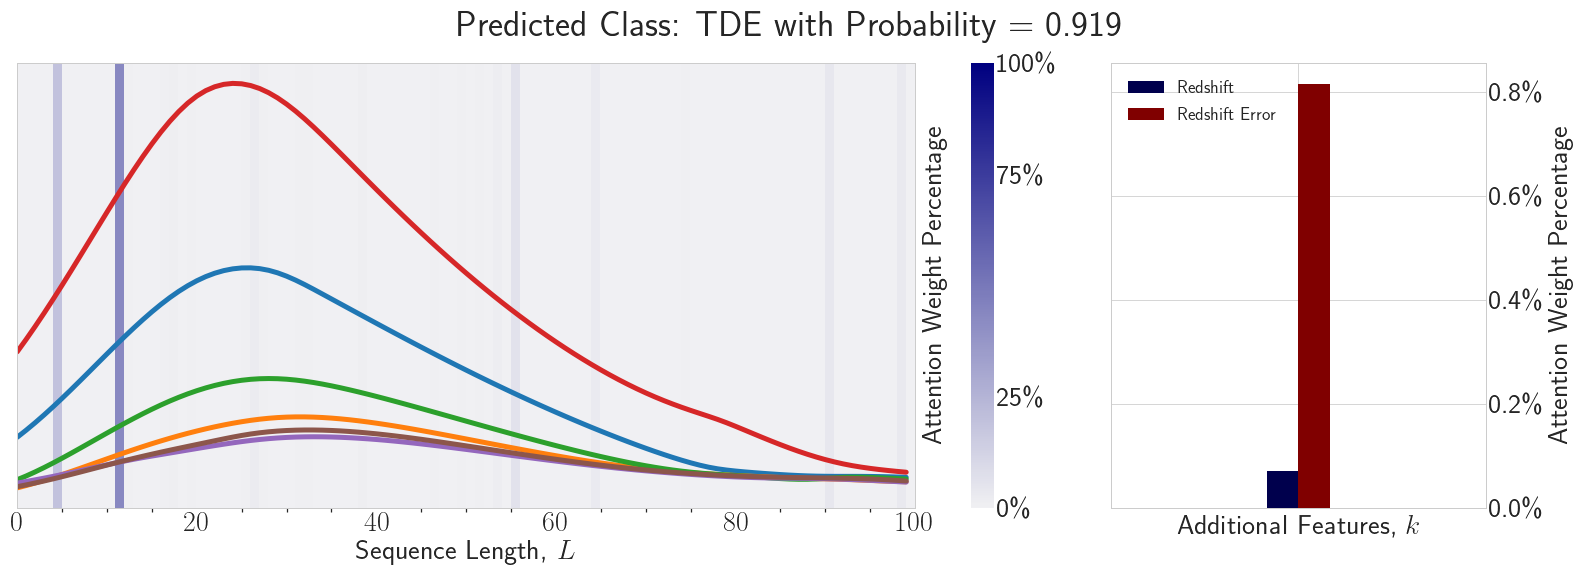 Predicted Class: TDE with Probability = 0.919
0 20 40 60 80 100
Sequence Length, L
100%
75%
25%
0%
Attention Weight Percentage
Redshift
Redshift Error
0.8%
0.6%
0.4%
0.2%
0.0%
Attention Weight Percentage
Additional Features, k